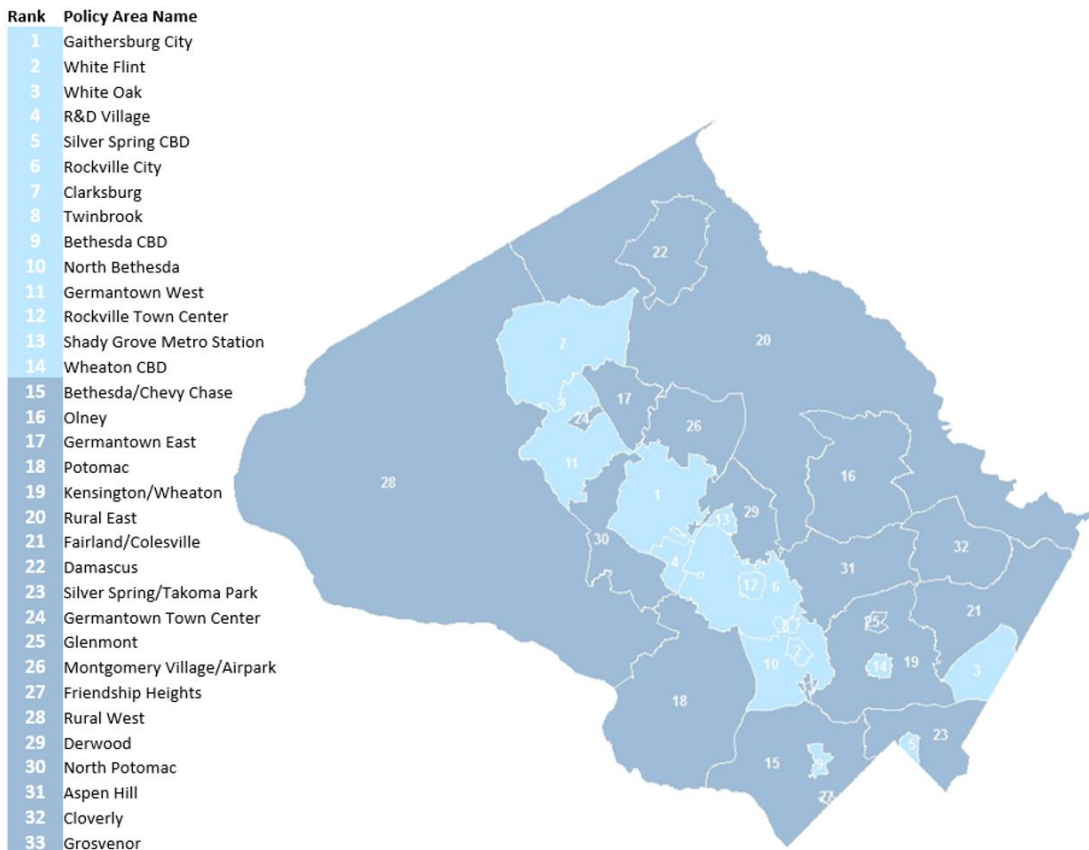 Rank Policy Area Name
1 Gaithersburg City
2 White Flint
3 White Oak
4 R&D Village
5 Silver Spring CBD
6 Rockville City
7 Clarksburg
8 Twinbrook
9 Bethesda CBD
10 North Bethesda
11 Germantown West
12 Rockville Town Center
13 Shady Grove Metro Station
14 Wheaton CBD
15 Bethesda/Chevy Chase
16 Olney
17 Germantown East
18 Potomac
19 Kensington/Wheaton
20 Rural East
21 Fairland/Colesville
22 Damascus
23 Silver Spring/Takoma Park
24 Germantown Town Center
25 Glenmont
26 Montgomery Village/Airpark
27 Friendship Heights
28 Rural West
29 Derwood
30 North Potomac
31 Aspen Hill
32 Cloverly
33 Grosvenor
22
20
7
17
24
26
11
28
16
1
13
29
30
32
4
31
12
6
21
25
8
2
10
14
19
3
18
23
5
15
9
27